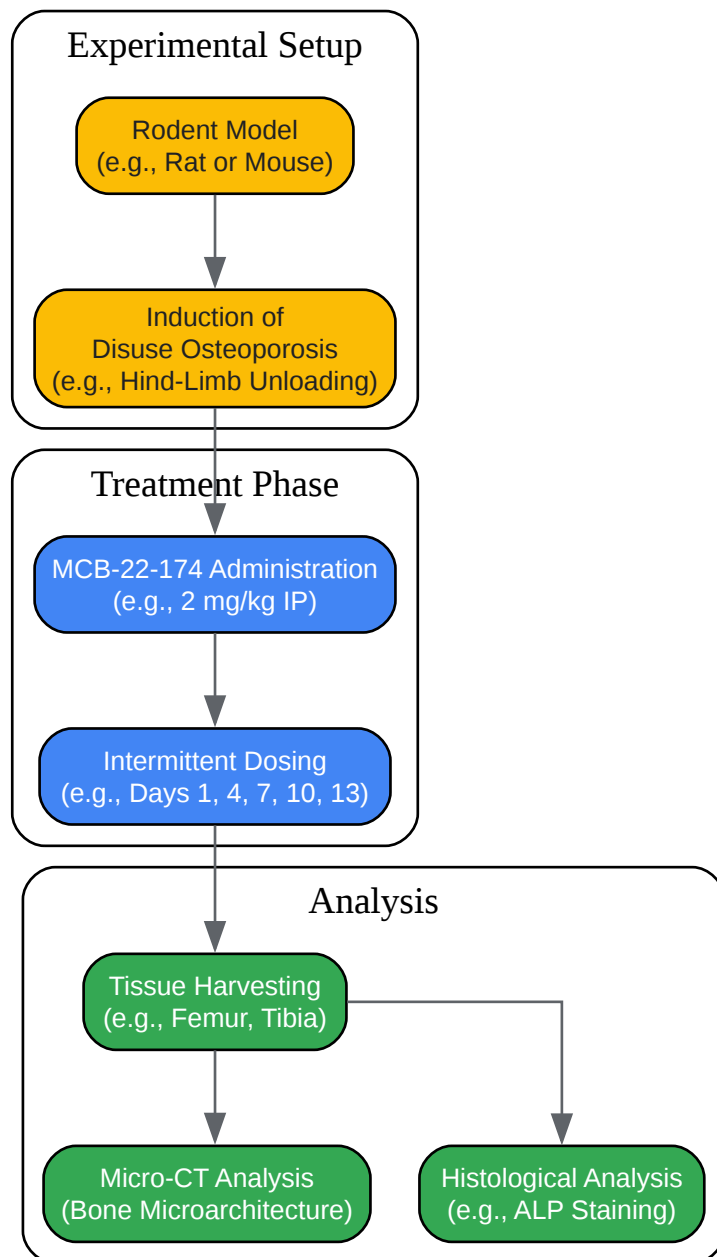 Experimental Setup
Rodent Model
(e.g., Rat or Mouse)
Induction of
Disuse Osteoporosis
(e.g., Hind-Limb Unloading)
Treatment Phase
MCB-22-174 Administration
(e.g., 2 mg/kg IP)
Intermittent Dosing
(e.g., Days 1, 4, 7, 10, 13)
Analysis
Tissue Harvesting
(e.g., Femur, Tibia)
Micro-CT Analysis
(Bone Microarchitecture)
Histological Analysis
(e.g., ALP Staining)